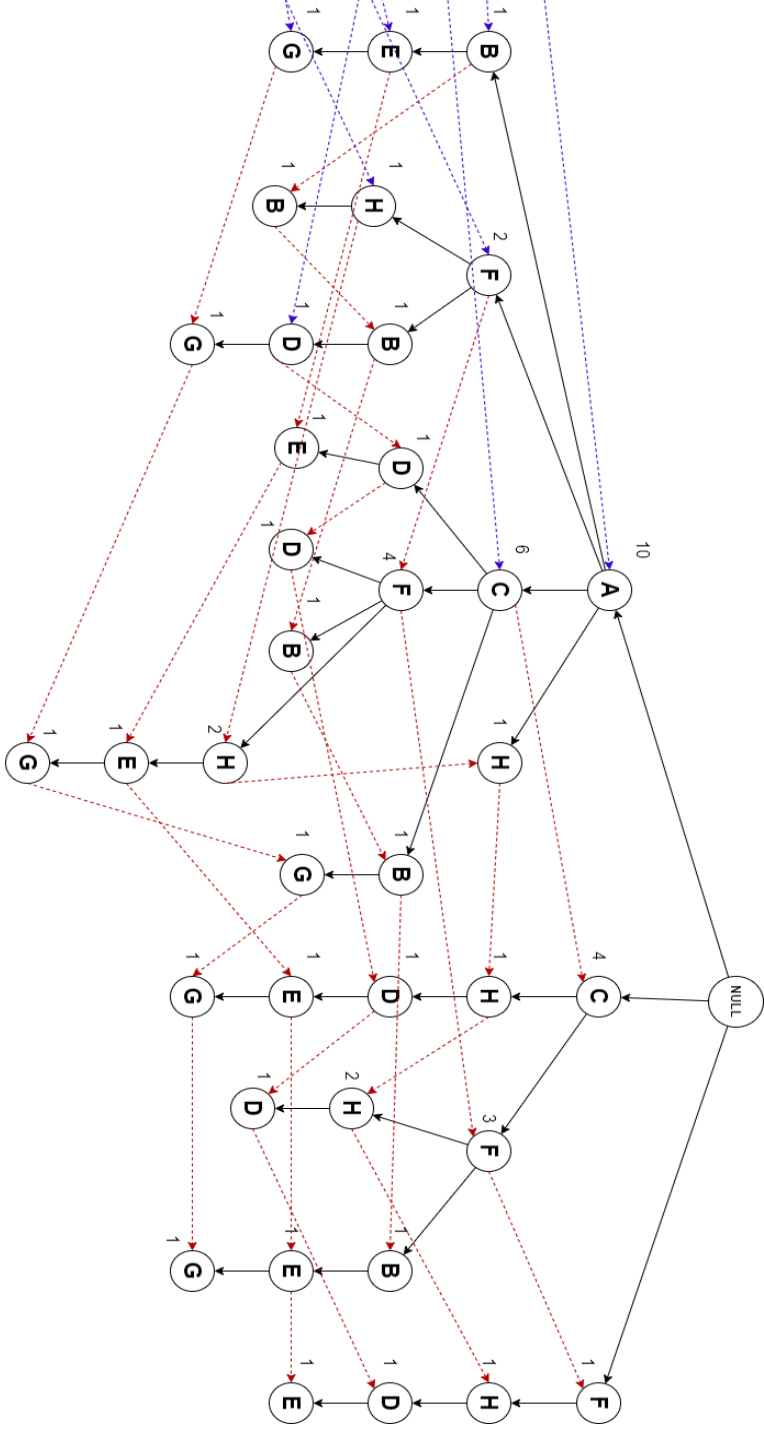 NULL
10
A
4 1
C F
6
1 2 1 1 3 1
B F C H H F H
1 1 1 1 4 1 1 2 1 1
E H B D F B D H B D
1 1 1 1 1 1 1 1 1 1 1
G B D E D B G E D E E
1 2 1 1
G H G G
1
E
1
G